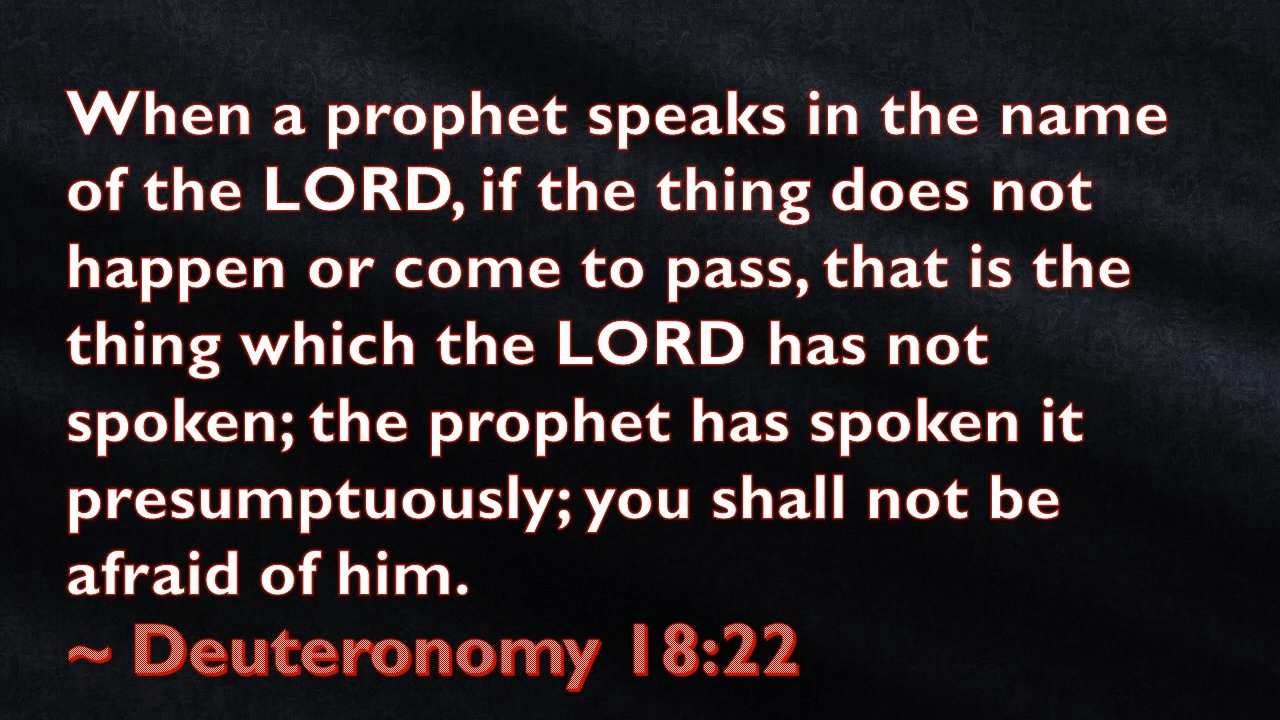 When a prophet speaks in the name
of the LORD, if the thing does not
happen or come to pass, that is the
thing which the LORD has not
spoken; the prophet has spoken it
presumptuously; you shall not be
afraid of him.
~ Deuteronomy 18:22